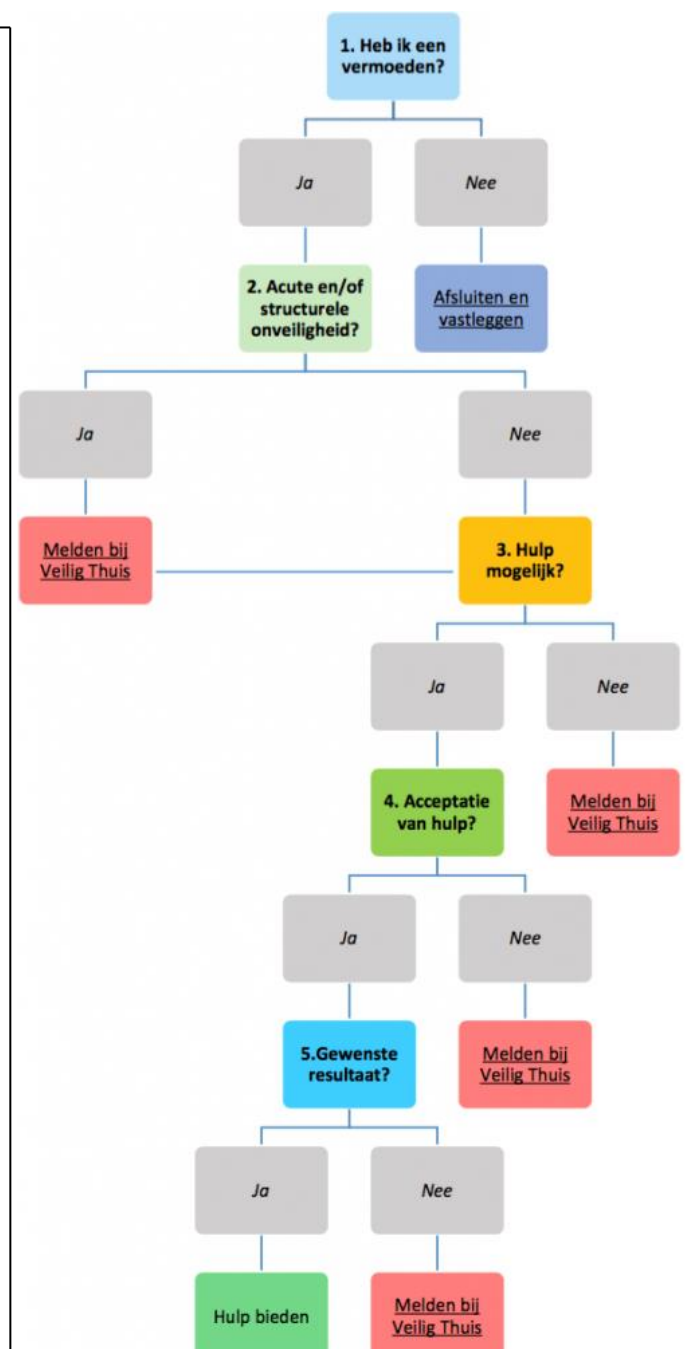 1. Heb ik een
vermoeden?
Ja
Nee
2. Acute en/of
structurele
onveiligheid?
Afsluiten en
vastleggen
Ja
Nee
Melden bij
Veilig Thuis
3. Hulp
mogelijk?
Ja
Nee
4. Acceptatie
van hulp?
Melden bij
Veilig Thuis
Ja
Nee
5.Gewenste
resultaat?
Melden bij
Veilig Thuis
Ja
Nee
Hulp bieden
Melden bij
Veilig Thuis